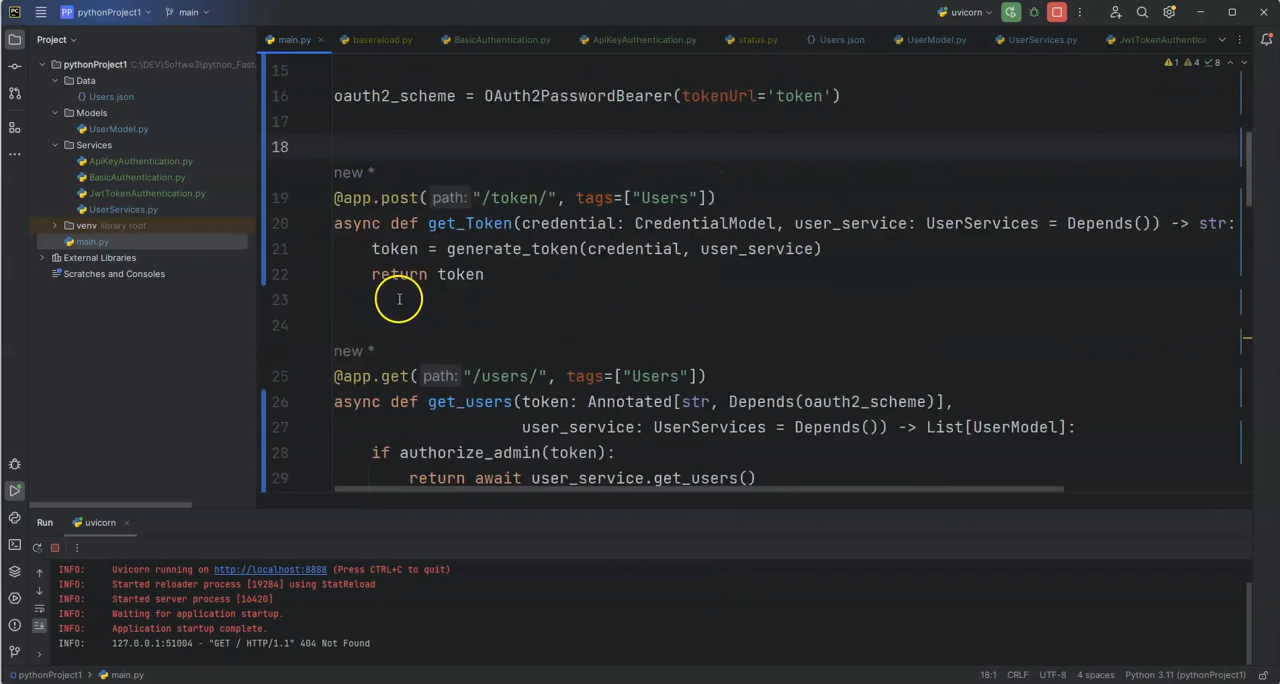 PC PP pythonProject1 main uvicorn
Project
main.py basereload.py BasicAuthentication.py ApiKeyAuthentication.py status.py Users.json UserModel.py UserServices.py JwtTokenAuthentica
pythonProject1 C:\DEV\Softwe3\python_Fast
Data
Users.json
Models
UserModel.py
Services
ApiKeyAuthentication.py
BasicAuthentication.py
JwtTokenAuthentication.py
UserServices.py
venv library root
main.py
External Libraries
Scratches and Consoles
1 4 8
15
16 oauth2_scheme = OAuth2PasswordBearer(tokenUrl='token')
17
18
new *
19 @app.post( path: "/token/", tags=["Users"])
20 async def get_Token(credential: CredentialModel, user_service: UserServices = Depends()) -> str:
21 token = generate_token(credential, user_service)
22 return token
23
24
new *
25 @app.get( path: "/users/", tags=["Users"])
26 async def get_users(token: Annotated[str, Depends(oauth2_scheme)],
27 user_service: UserServices = Depends()) -> List[UserModel]:
28 if authorize_admin(token):
29 return await user_service.get_users()
Run uvicorn
INFO: Uvicorn running on http://localhost:8888 (Press CTRL+C to quit)
INFO: Started reloader process [19284] using StatReload
INFO: Started server process [16420]
INFO: Waiting for application startup.
INFO: Application startup complete.
INFO: 127.0.0.1:51004 - "GET / HTTP/1.1" 404 Not Found
pythonProject1 > main.py 18:1 CRLF UTF-8 4 spaces Python 3.11 (pythonProject1)